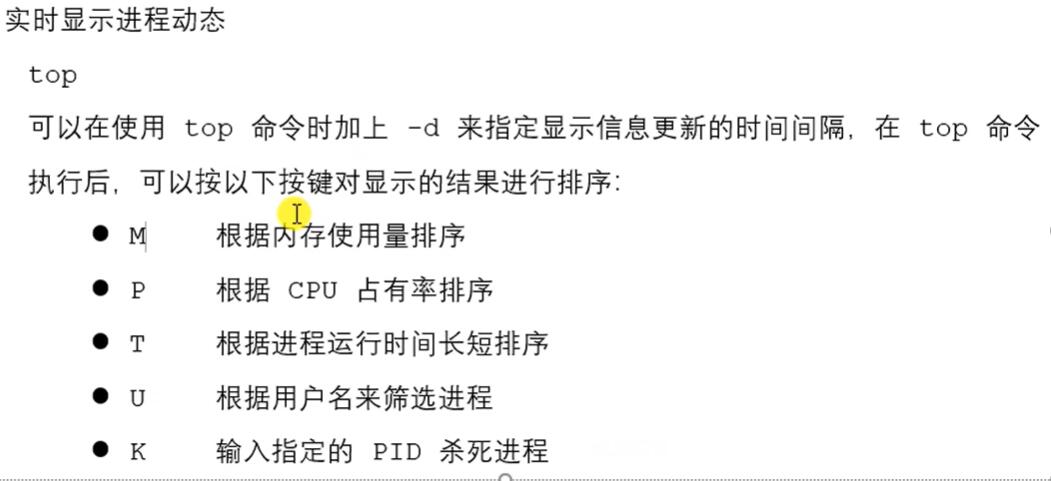 实时显示进程动态
top
可以在使用 top 命令时加上 -d 来指定显示信息更新的时间间隔，在 top 命令
执行后，可以按以下按键对显示的结果进行排序：
● M 根据内存使用量排序
● P 根据 CPU 占有率排序
● T 根据进程运行时间长短排序
● U 根据用户名来筛选进程
● K 输入指定的 PID 杀死进程